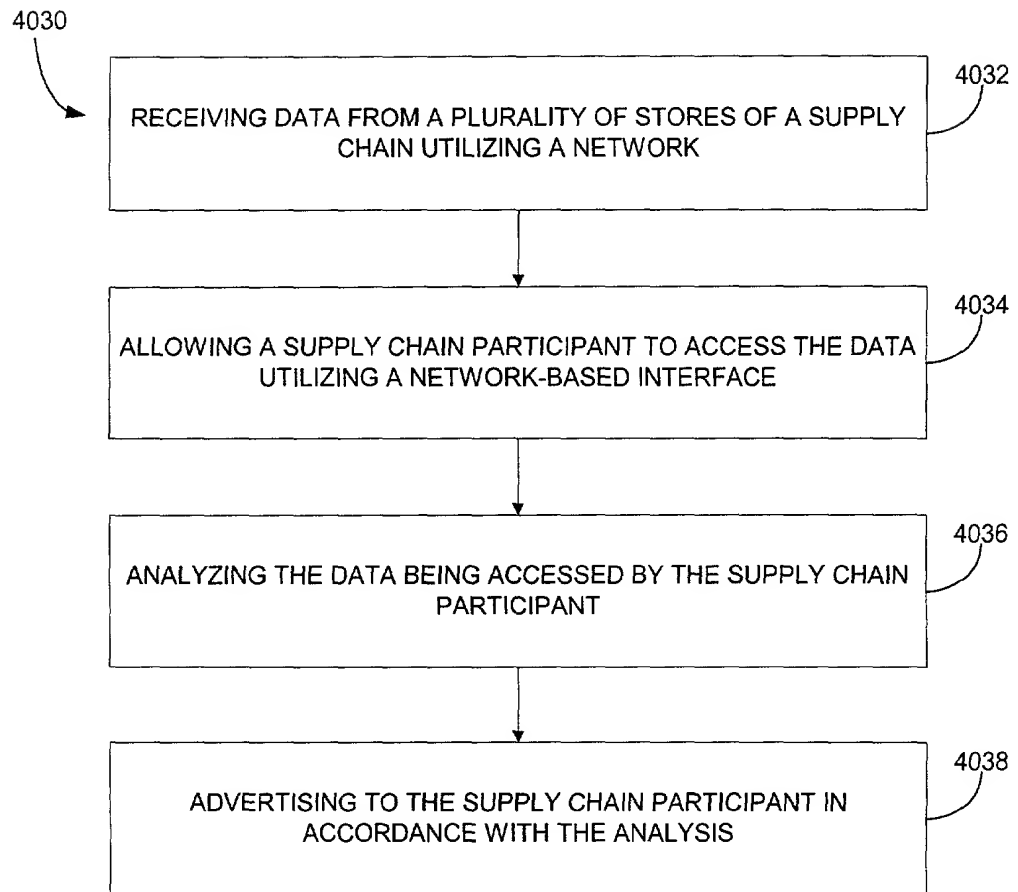 4030
4032
RECEIVING DATA FROM A PLURALITY OF STORES OF A SUPPLY
CHAIN UTILIZING A NETWORK
4034
ALLOWING A SUPPLY CHAIN PARTICIPANT TO ACCESS THE DATA
UTILIZING A NETWORK-BASED INTERFACE
4036
ANALYZING THE DATA BEING ACCESSED BY THE SUPPLY CHAIN
PARTICIPANT
4038
ADVERTISING TO THE SUPPLY CHAIN PARTICIPANT IN
ACCORDANCE WITH THE ANALYSIS